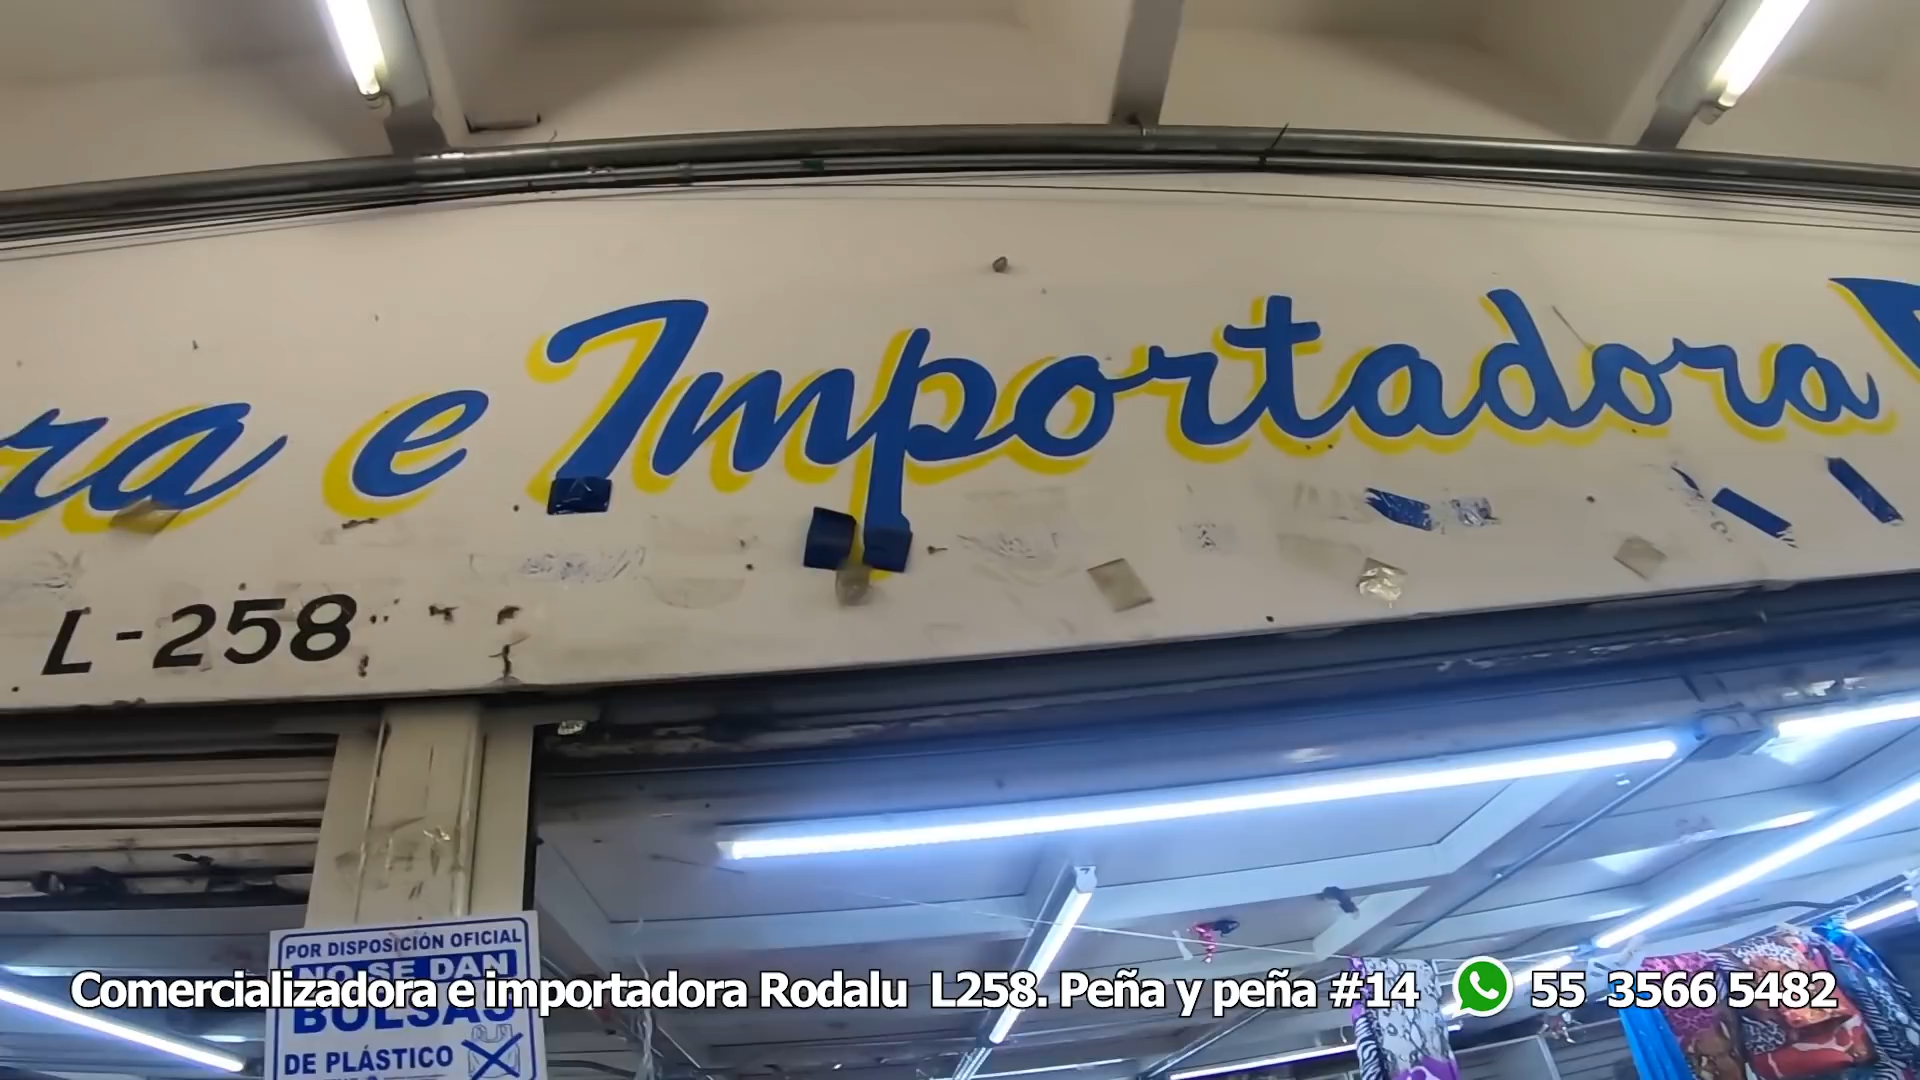 ra e Importadora
L-258
POR DISPOSICIÓN OFICIAL
NO SE DAN
Comercializadora e importadora Rodalu L258. Peña y peña #14 55 3566 5482
BOLSAS
DE PLÁSTICO